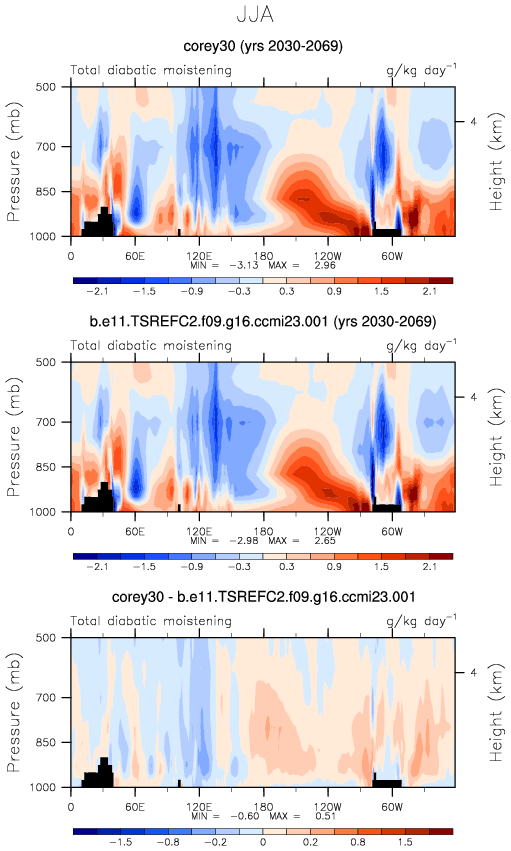 JJA
corey30 (yrs 2030-2069)
Total diabatic moistening g/kg day⁻¹
500
700
850
1000
Pressure (mb)
4
Height (km)
0 60E 120E 180 120W 60W
MIN = -3.13 MAX = 2.96
-2.1 -1.5 -0.9 -0.3 0.3 0.9 1.5 2.1
b.e11.TSREFC2.f09.g16.ccmi23.001 (yrs 2030-2069)
Total diabatic moistening g/kg day⁻¹
500
700
850
1000
Pressure (mb)
4
Height (km)
0 60E 120E 180 120W 60W
MIN = -2.98 MAX = 2.65
-2.1 -1.5 -0.9 -0.3 0.3 0.9 1.5 2.1
corey30 - b.e11.TSREFC2.f09.g16.ccmi23.001
Total diabatic moistening g/kg day⁻¹
500
700
850
1000
Pressure (mb)
4
Height (km)
0 60E 120E 180 120W 60W
MIN = -0.60 MAX = 0.51
-1.5 -0.8 -0.2 0 0.2 0.8 1.5